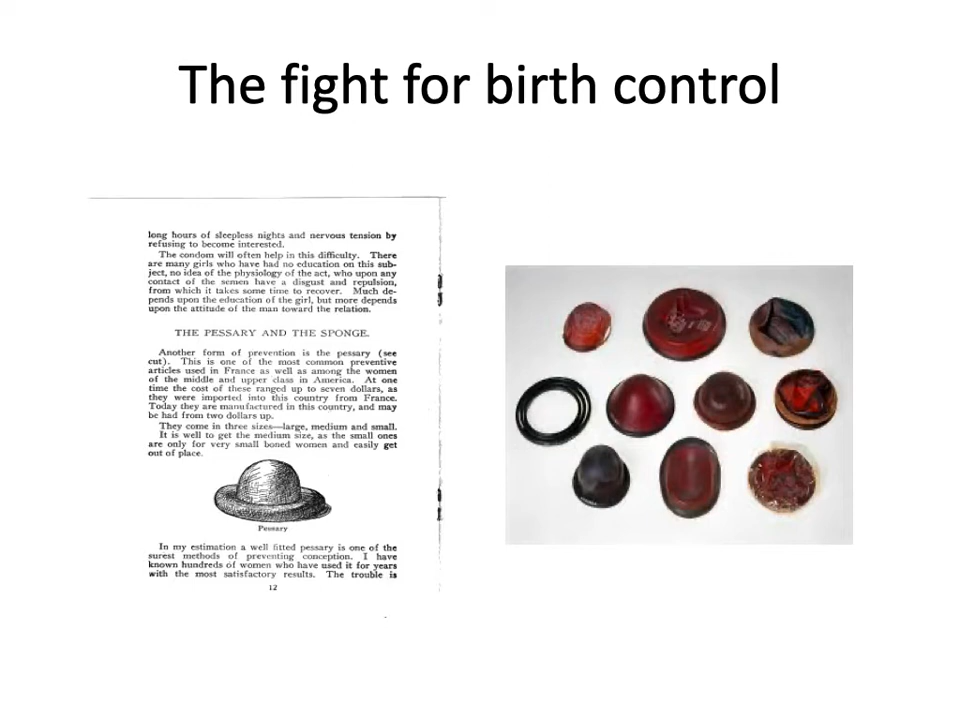 The fight for birth control
long hours of sleepless nights and nervous tension by
refusing to become interested.
The condom will often help in this difficulty. There
are many girls who have had no education on this sub-
ject, no idea of the physiology of the act, who upon any
contact of the semen have a disgust and repulsion,
from which it takes some time to recover. Much de-
pends upon the education of the girl, but more depends
upon the attitude of the man toward the relation.
THE PESSARY AND THE SPONGE.
Another form of prevention is the pessary (see
cut). This is one of the most common preventive
articles used in France as well as among the women
of the middle and upper class in America. At one
time the cost of these ranged up to seven dollars, as
they were imported into this country from France.
Today they are manufactured in this country, and may
be had from two dollars up.
They come in three sizes—large, medium and small.
It is well to get the medium size, as the small ones
are only for very small boned women and easily get
out of place.
Pessary
In my estimation a well fitted pessary is one of the
surest methods of preventing conception. I have
known hundreds of women who have used it for years
with the most satisfactory results. The trouble is
12